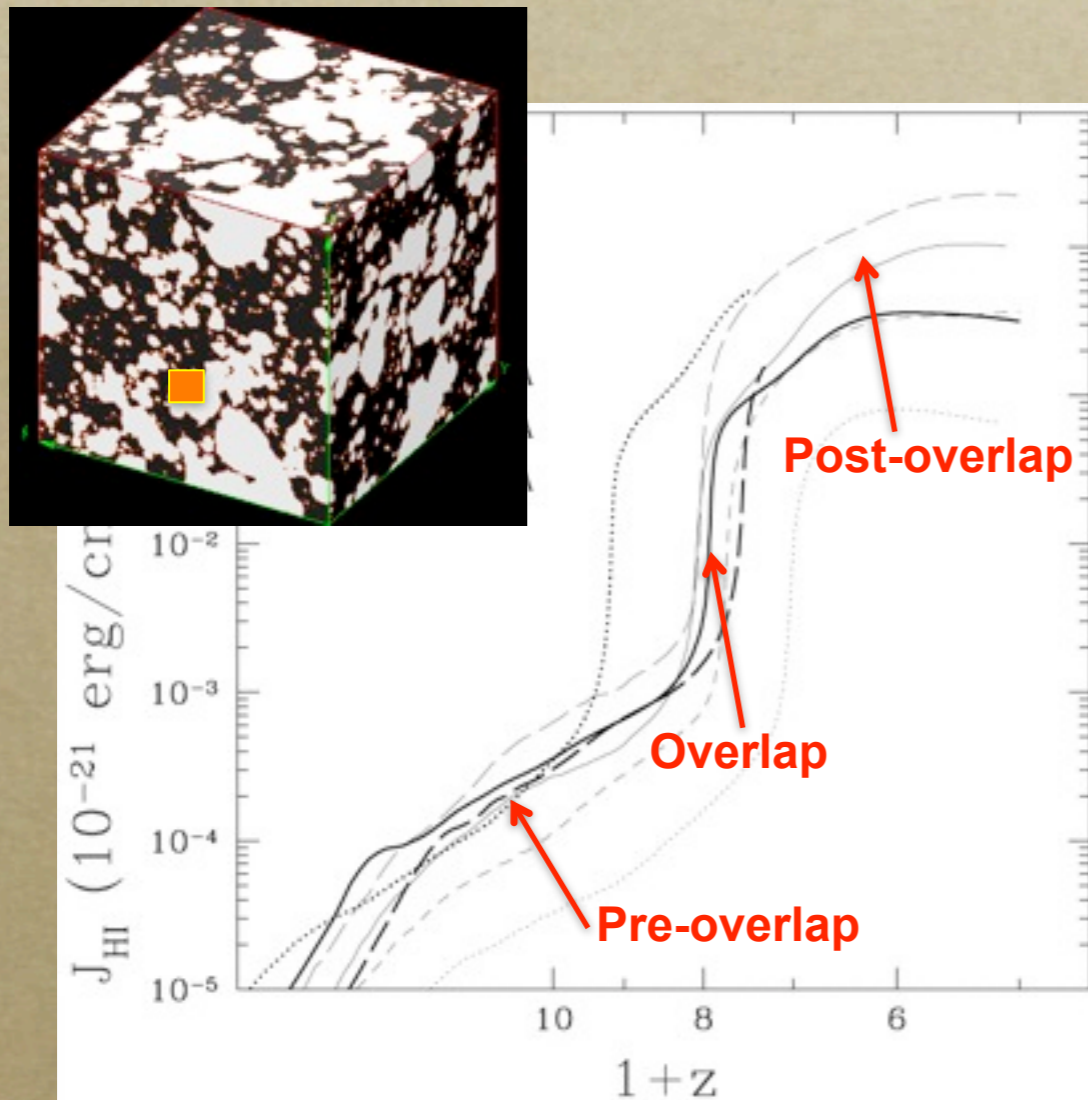 Post-overlap
10⁻²
10⁻³
Overlap
10⁻⁴
Pre-overlap
10⁻⁵
J_HI (10⁻²¹ erg/cm
10 8 6
1+z